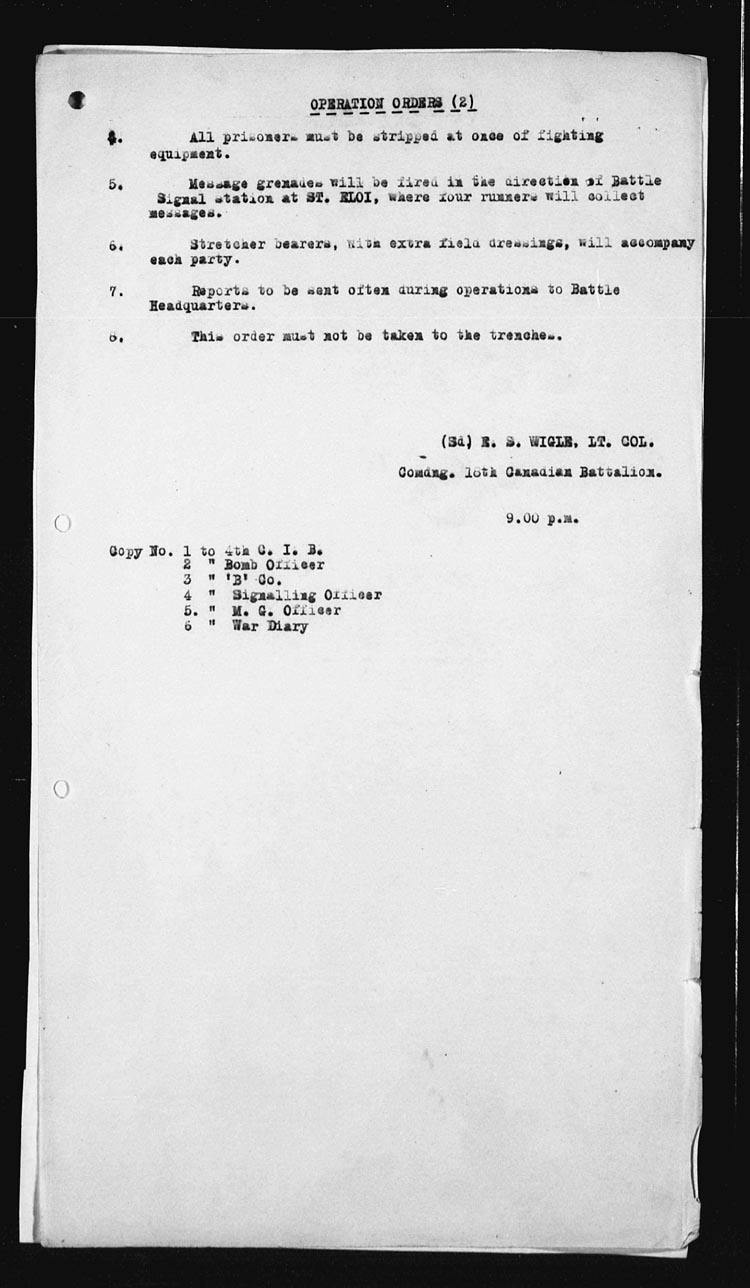 OPERATION ORDERS (2)
4. All prisoners must be stripped at once of fighting
equipment.
5. Message grenades will be fired in the direction of Battle
Signal station at ST. ELOI, where four runners will collect
messages.
6. Stretcher bearers, with extra field dressings, will accompany
each party.
7. Reports to be sent often during operations to Battle
Headquarters.
8. This order must not be taken to the trenches.
(Sd) E. S. WIGLE, LT. COL.
Comdng. 18th Canadian Battalion.
9.00 p.m.
Copy No. 1 to 4th C. I. B.
2 " Bomb Officer
3 " 'B' Co.
4 " Signalling Officer
5. " M. G. Officer
6 " War Diary